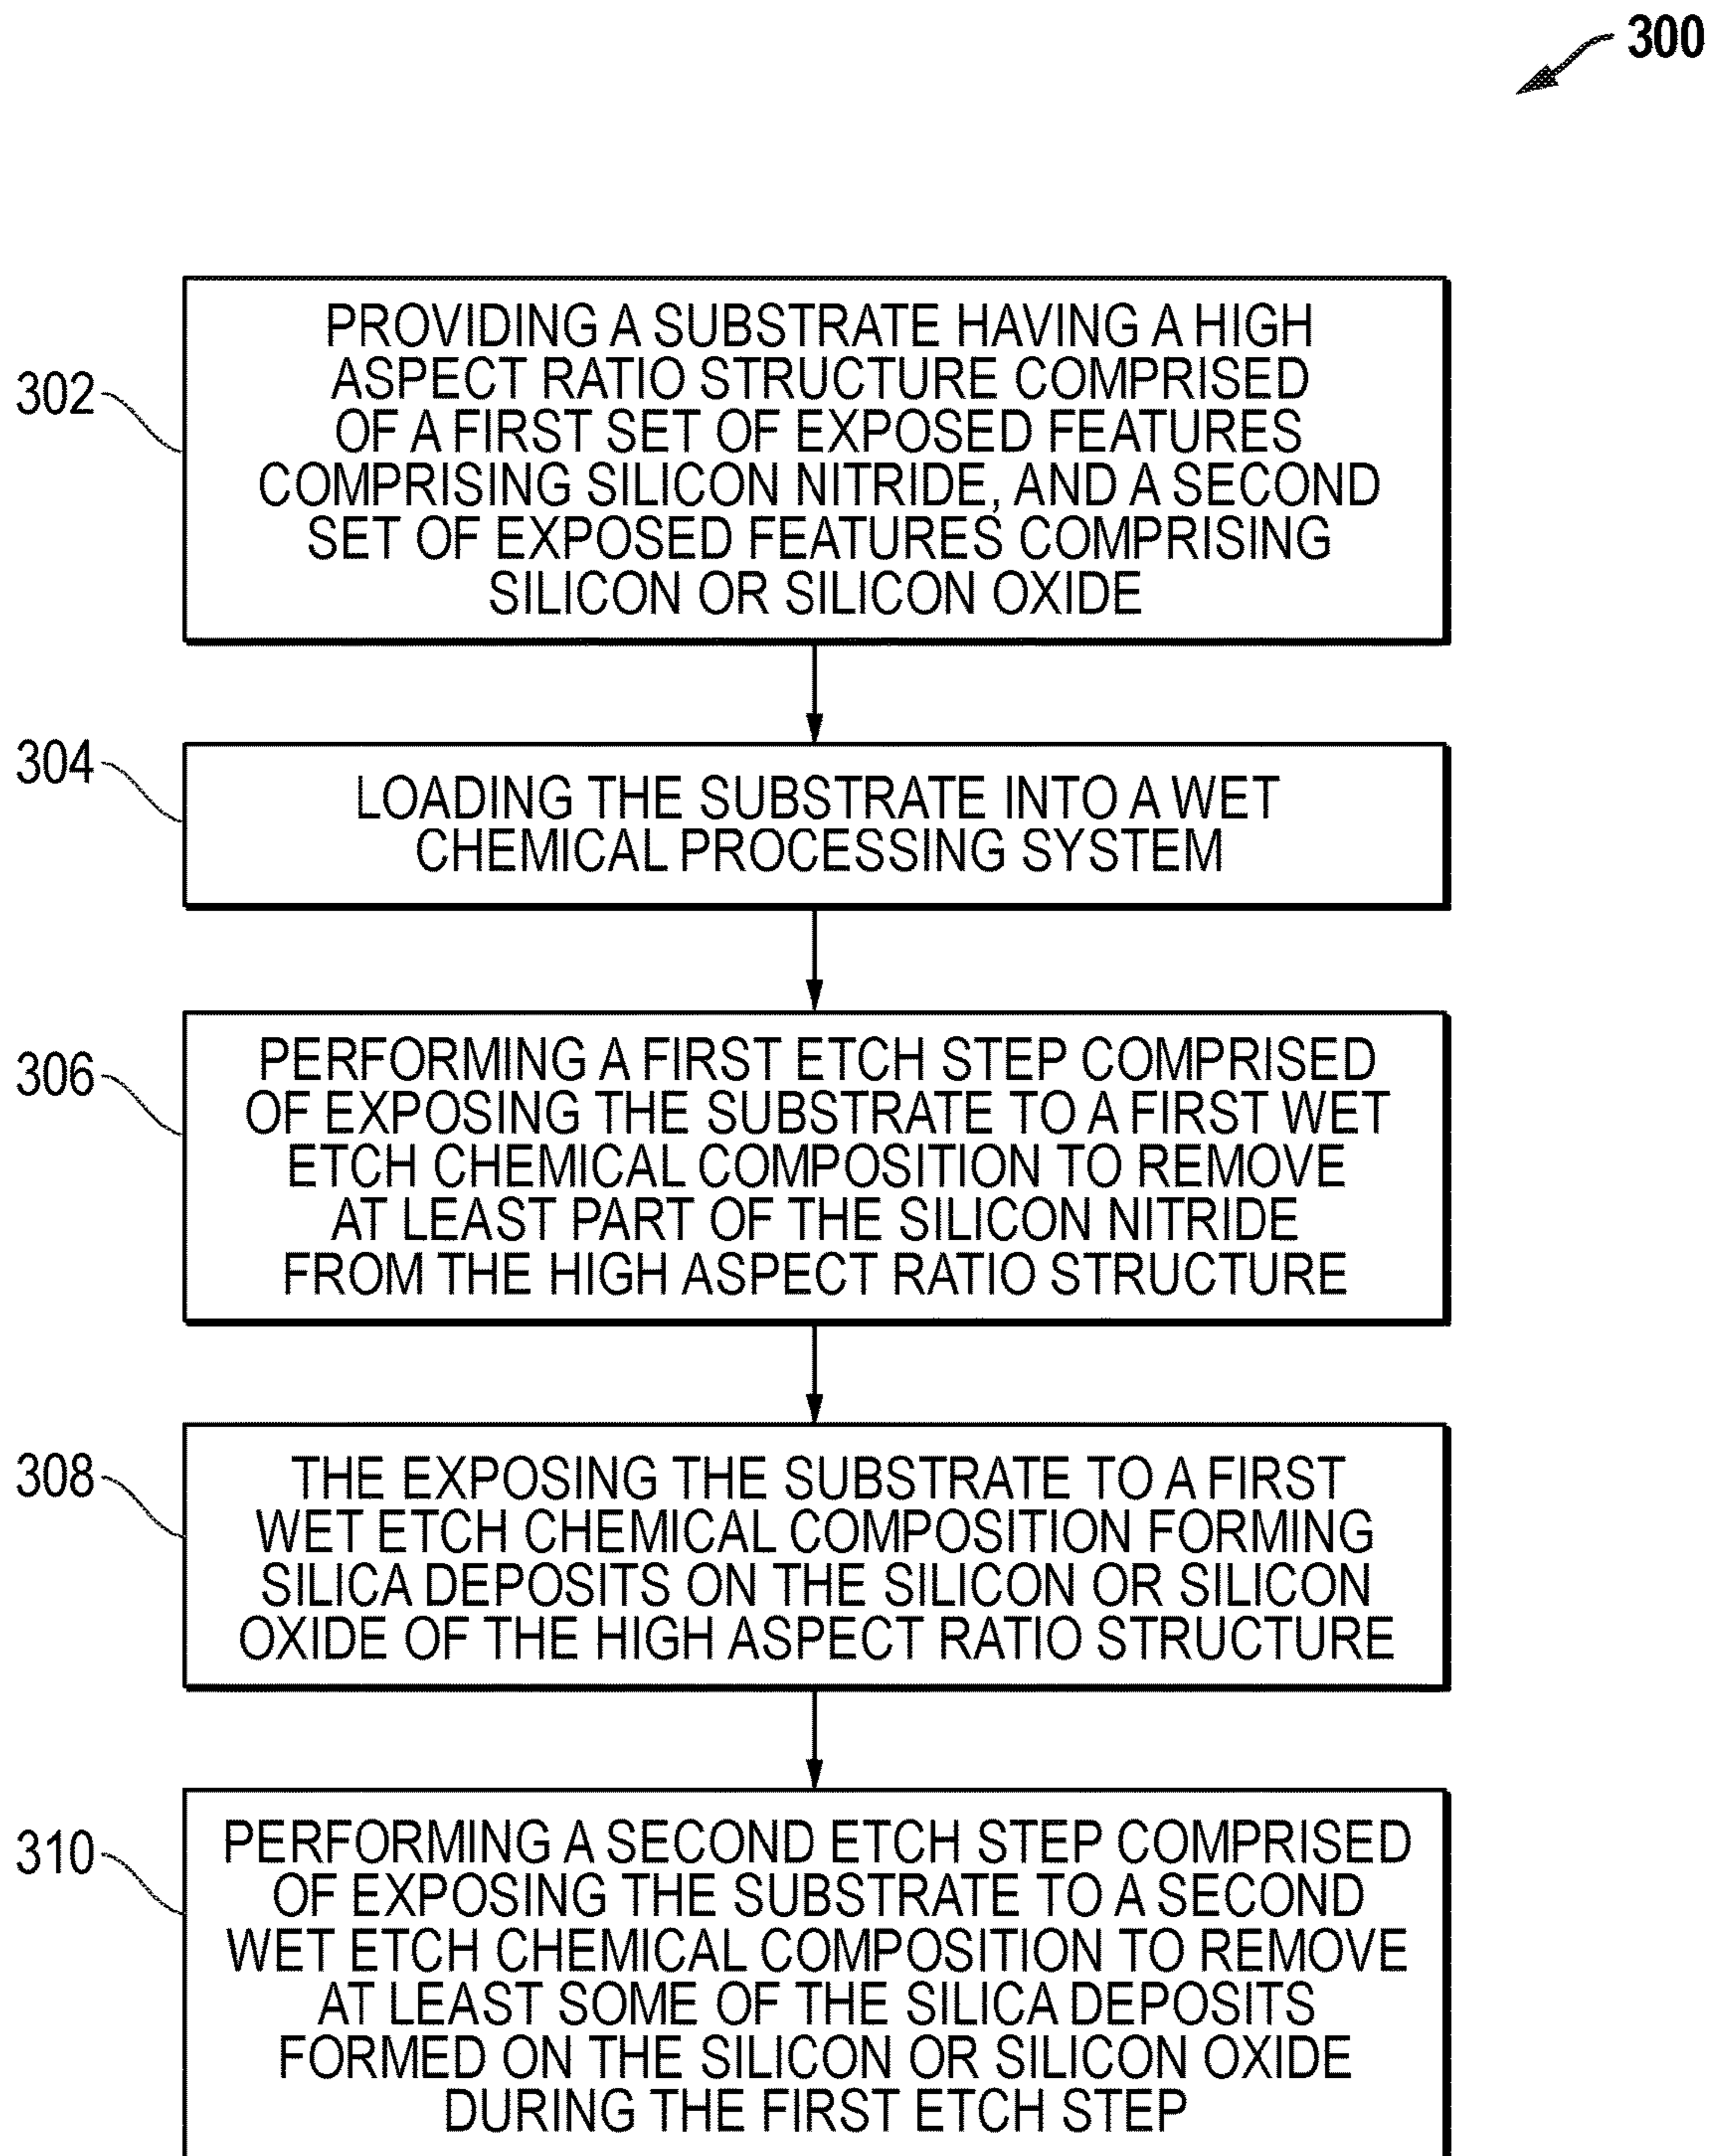 300
302
PROVIDING A SUBSTRATE HAVING A HIGH
ASPECT RATIO STRUCTURE COMPRISED
OF A FIRST SET OF EXPOSED FEATURES
COMPRISING SILICON NITRIDE, AND A SECOND
SET OF EXPOSED FEATURES COMPRISING
SILICON OR SILICON OXIDE
304
LOADING THE SUBSTRATE INTO A WET
CHEMICAL PROCESSING SYSTEM
306
PERFORMING A FIRST ETCH STEP COMPRISED
OF EXPOSING THE SUBSTRATE TO A FIRST WET
ETCH CHEMICAL COMPOSITION TO REMOVE
AT LEAST PART OF THE SILICON NITRIDE
FROM THE HIGH ASPECT RATIO STRUCTURE
308
THE EXPOSING THE SUBSTRATE TO A FIRST
WET ETCH CHEMICAL COMPOSITION FORMING
SILICA DEPOSITS ON THE SILICON OR SILICON
OXIDE OF THE HIGH ASPECT RATIO STRUCTURE
310
PERFORMING A SECOND ETCH STEP COMPRISED
OF EXPOSING THE SUBSTRATE TO A SECOND
WET ETCH CHEMICAL COMPOSITION TO REMOVE
AT LEAST SOME OF THE SILICA DEPOSITS
FORMED ON THE SILICON OR SILICON OXIDE
DURING THE FIRST ETCH STEP